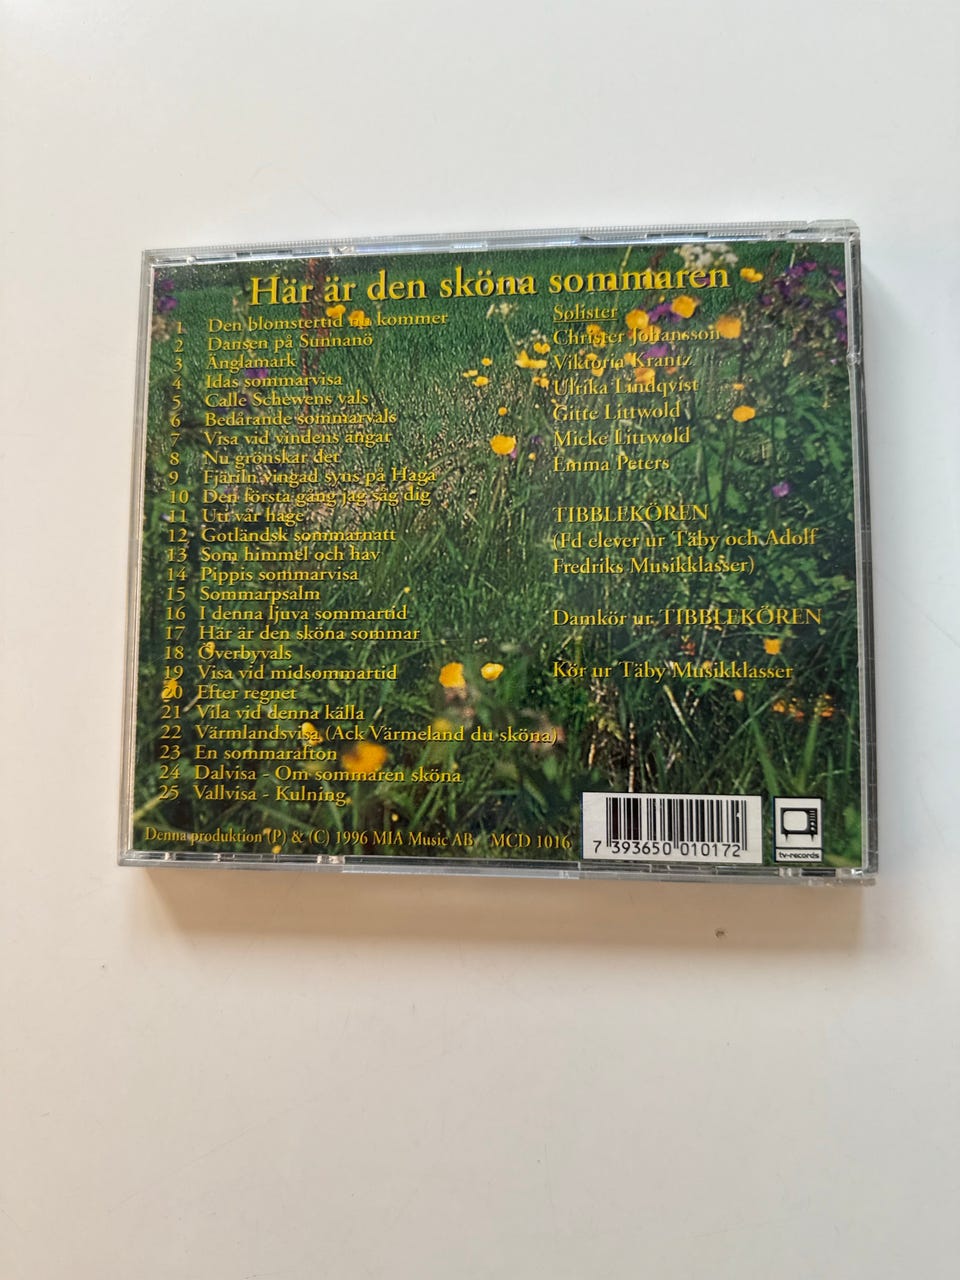 Här är den sköna sommaren
1 Den blomstertid nu kommer
2 Dansen på Sunnanö
3 Änglamark
4 Idas sommarvisa
5 Calle Schewens vals
6 Bedårande sommarvals
7 Visa vid vindens ängar
8 Nu grönskar det
9 Fjäriln vingad syns på Haga
10 Den första gång jag såg dig
11 Uti vår hage
12 Gotländsk sommarnatt
13 Som himmel och hav
14 Pippis sommarvisa
15 Sommarpsalm
16 I denna ljuva sommartid
17 Här är den sköna sommar
18 Överbyvals
19 Visa vid midsommartid
20 Efter regnet
21 Vila vid denna källa
22 Värmlandsvisa (Ack Värmeland du sköna)
23 En sommarafton
24 Dalvisa - Om sommaren sköna
25 Vallvisa - Kulning
Sølister
Christer Johansson
Viktoria Krantz
Ulrika Lindqvist
Gitte Littwold
Micke Littwold
Emma Peters
TIBBLEKÖREN
(Fd elever ur Täby och Adolf
Fredriks Musikklasser)
Damkör ur TIBBLEKÖREN
Kör ur Täby Musikklasser
Denna produktion (P) & (C) 1996 MIA Music AB MCD 1016
7 393650 010172
tv-records